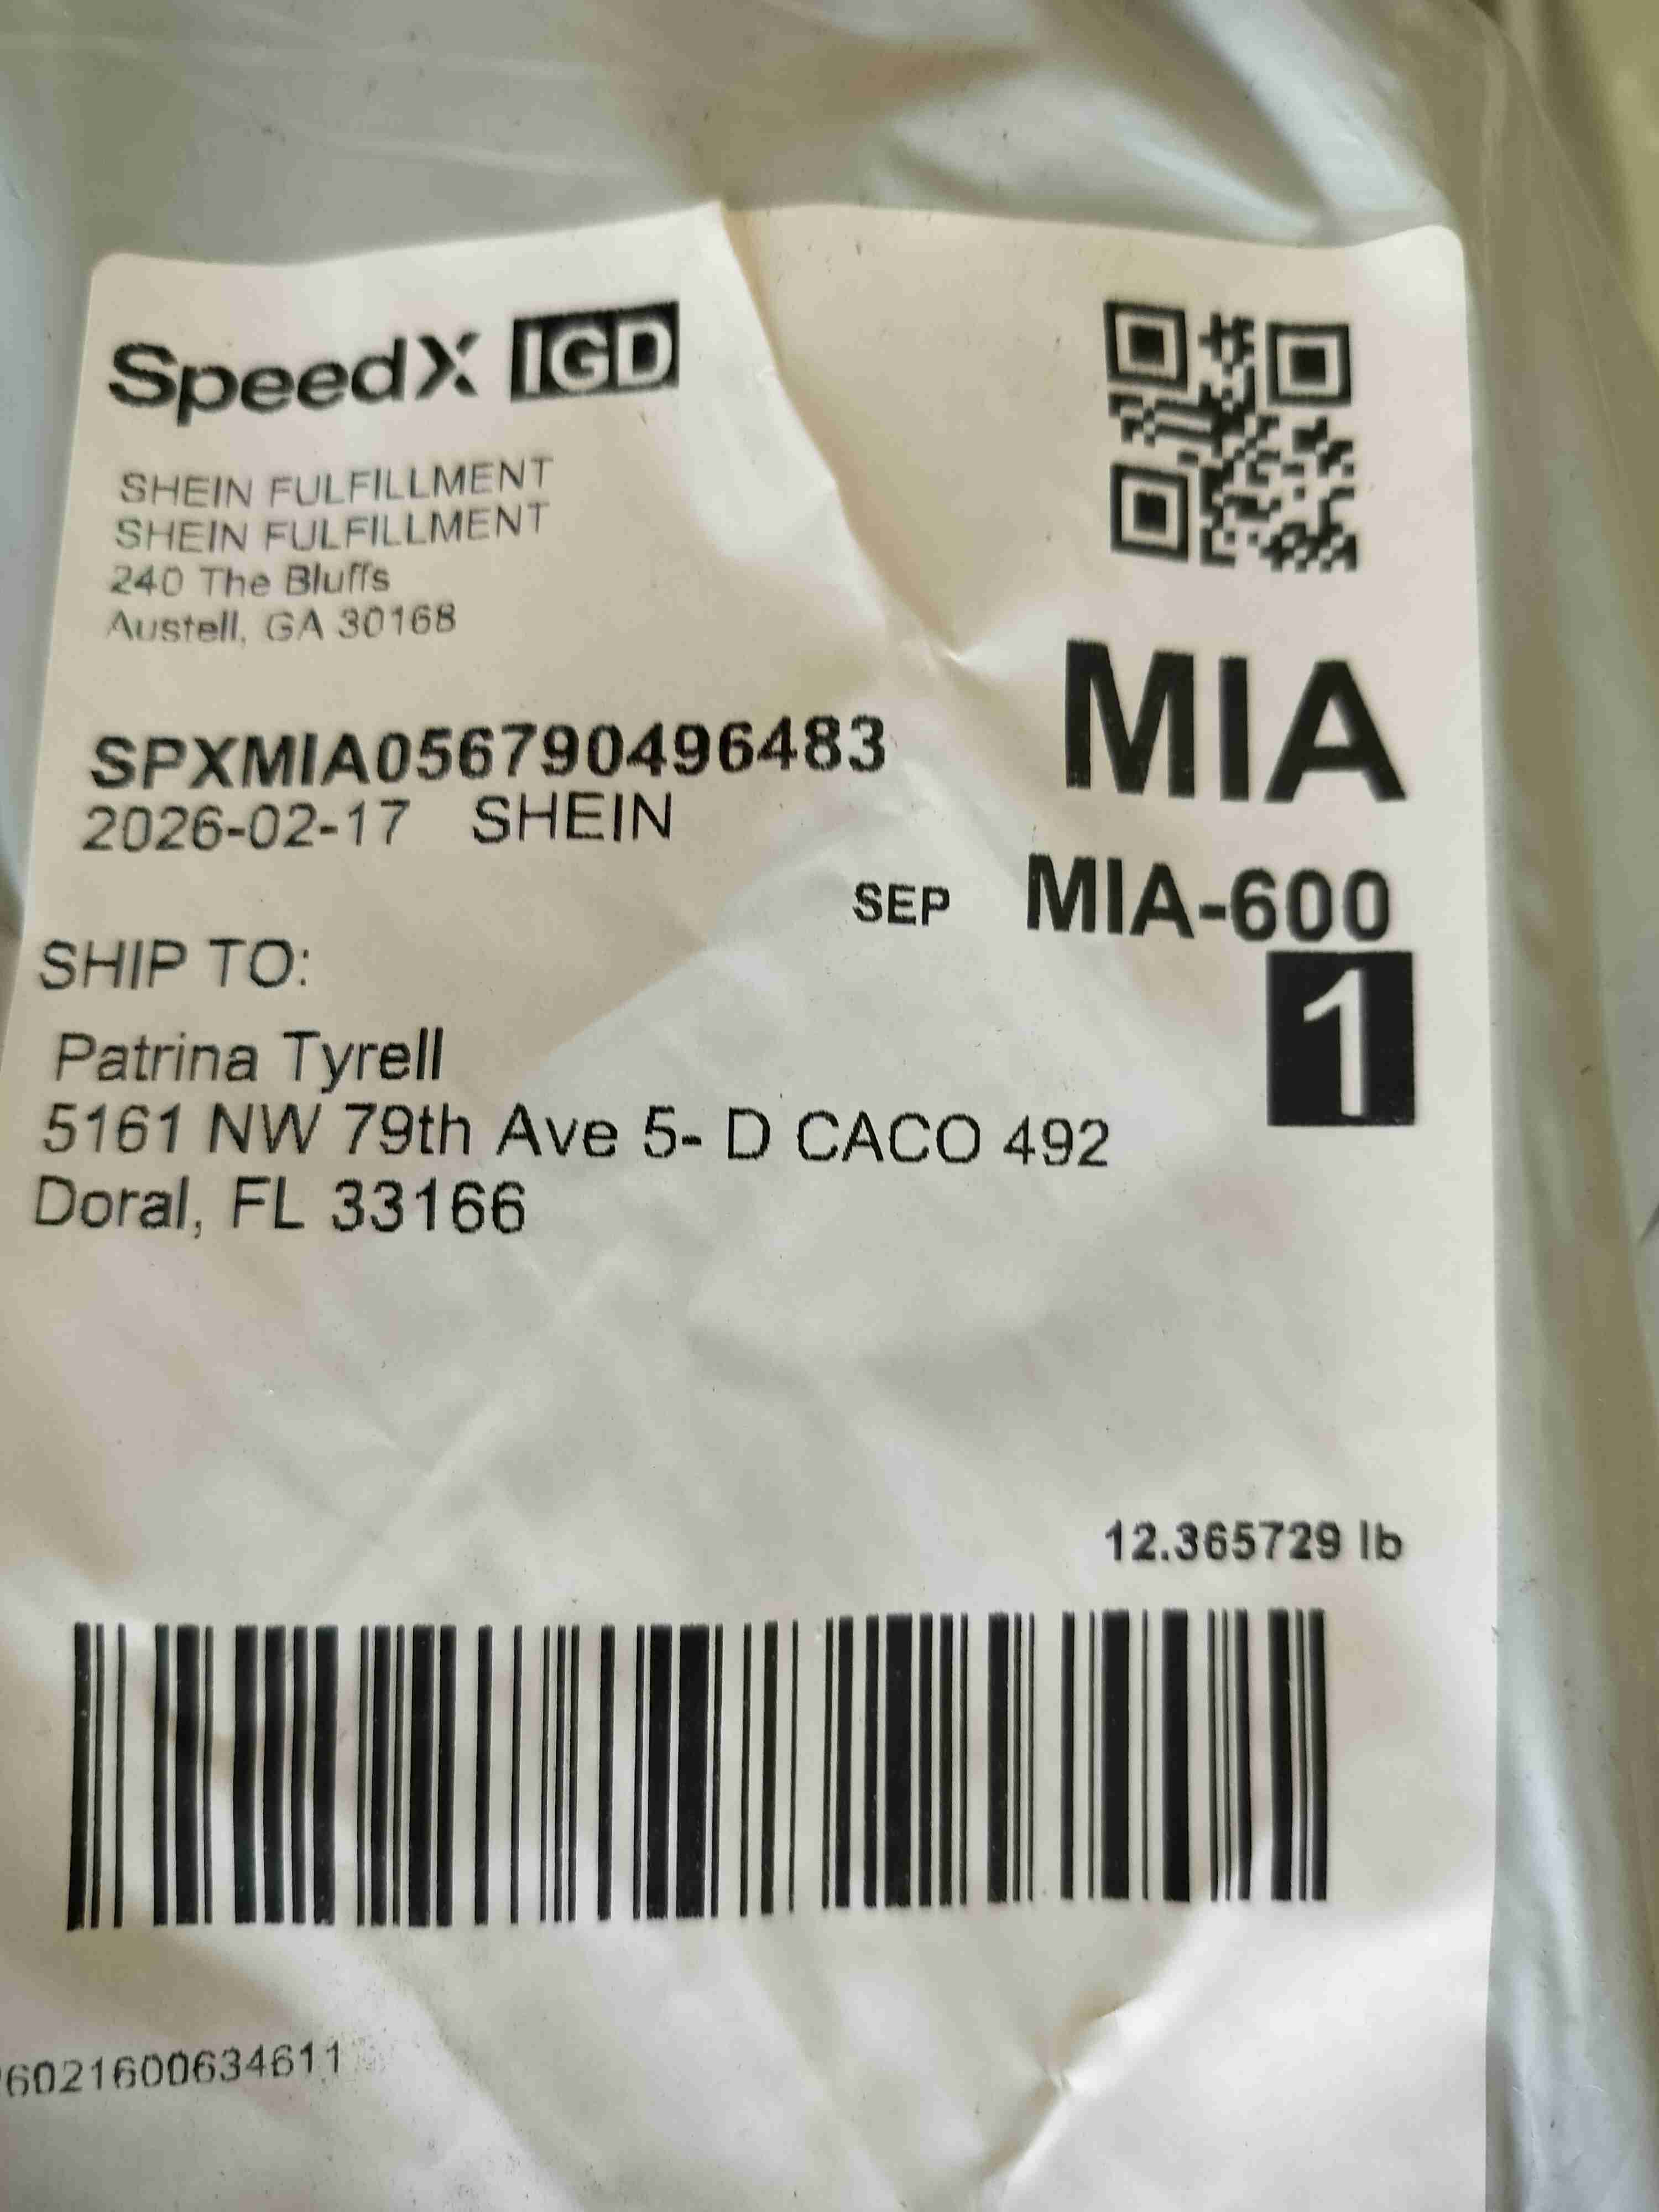 SpeedX IGD
SHEIN FULFILLMENT
SHEIN FULFILLMENT
240 The Bluffs
Austell, GA 30168
SPXMIA056790496483
2026-02-17 SHEIN
MIA
SEP MIA-600
1
SHIP TO:
Patrina Tyrell
5161 NW 79th Ave 5- D CACO 492
Doral, FL 33166
12.365729 lb
6021600634611